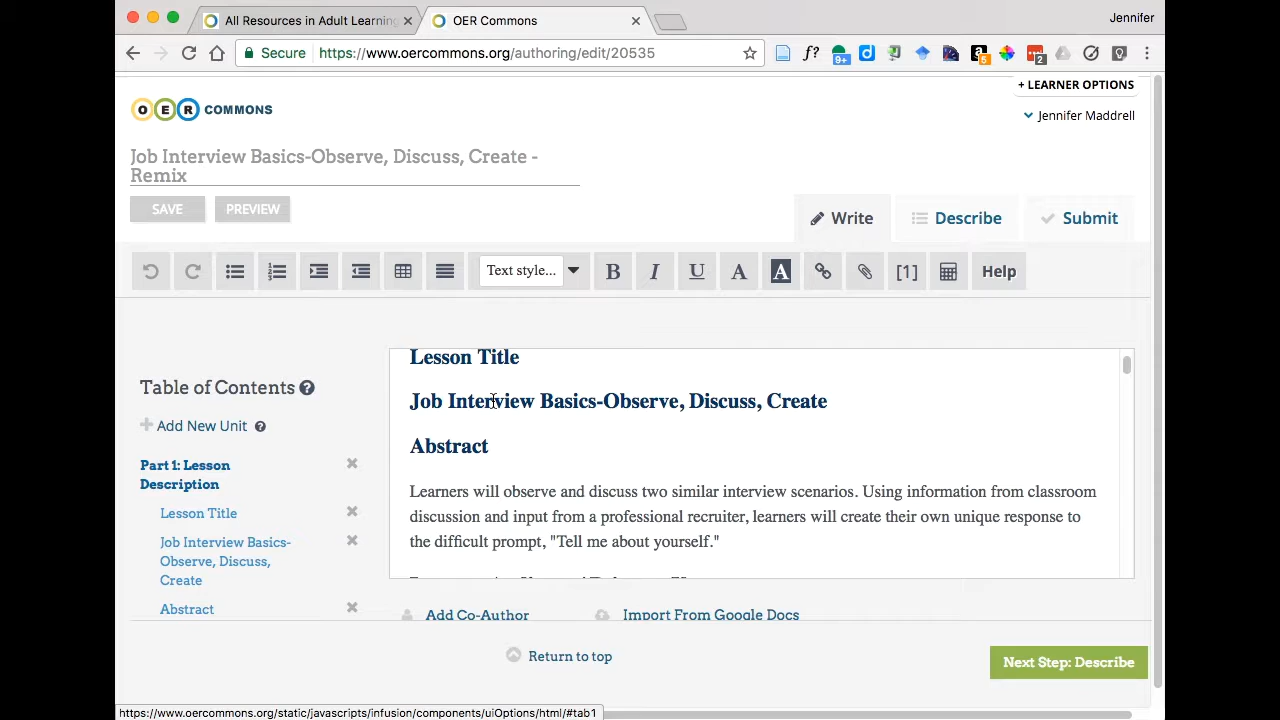 All Resources in Adult Learning
OER Commons
Jennifer
Secure https://www.oercommons.org/authoring/edit/20535
f?
9+
d
a
5
2
+ LEARNER OPTIONS
O E R COMMONS
Jennifer Maddrell
Job Interview Basics-Observe, Discuss, Create -
Remix
SAVE PREVIEW
Write Describe Submit
Text style... B I U A A [1] Help
Lesson Title
Table of Contents ?
Job Interview Basics-Observe, Discuss, Create
Add New Unit ?
Abstract
Part 1: Lesson
Description
Learners will observe and discuss two similar interview scenarios. Using information from classroom
discussion and input from a professional recruiter, learners will create their own unique response to
the difficult prompt, "Tell me about yourself."
Lesson Title
Job Interview Basics-
Observe, Discuss,
Create
Abstract
Add Co-Author Import From Google Docs
Return to top
Next Step: Describe
https://www.oercommons.org/static/javascripts/infusion/components/uiOptions/html/#tab1